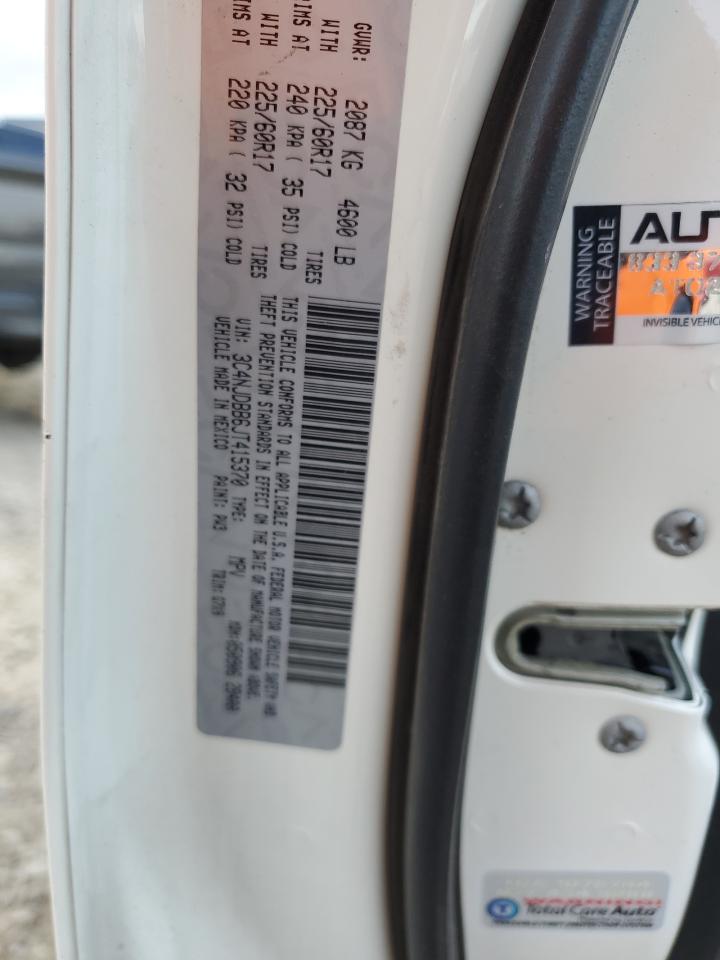 GVWR: 2087 KG 4600 LB
WITH 225/60R17 TIRES
RIMS AT 240 KPA ( 35 PSI) COLD
WITH 225/60R17 TIRES
RIMS AT 220 KPA ( 32 PSI) COLD
THIS VEHICLE CONFORMS TO ALL APPLICABLE U.S.A. FEDERAL MOTOR VEHICLE SAFETY AND
THEFT PREVENTION STANDARDS IN EFFECT ON THE DATE OF MANUFACTURE SHOWN ABOVE.
VIN: 3C4NJDBB6JT415370 TYPE: MPV
VEHICLE MADE IN MEXICO PAINT: PW3
WARNING
TRACEABLE
AUT
INVISIBLE VEHIC
WARNING!
Total Care Auto